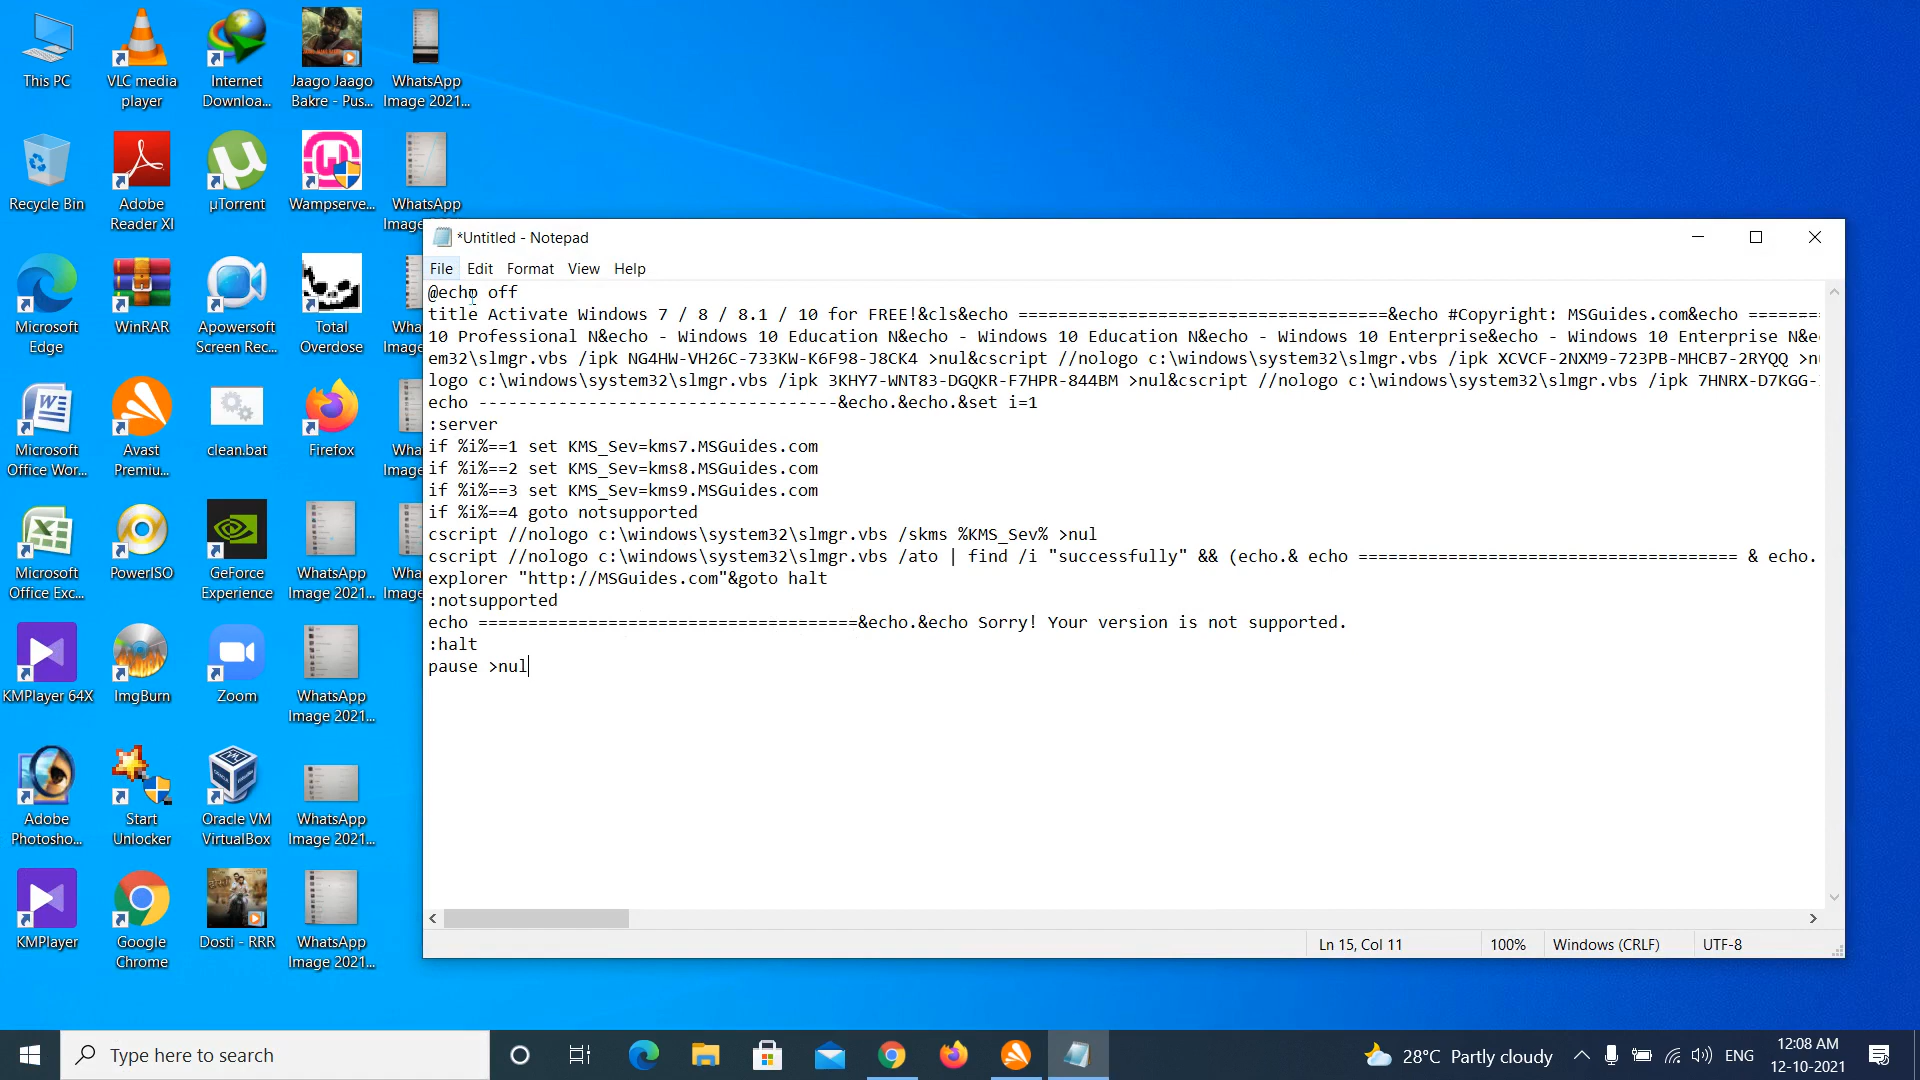 This PC
VLC media
player
Internet
Downloa...
Jaago Jaago
Bakre - Pus...
WhatsApp
Image 2021...
Recycle Bin
Adobe
Reader XI
µTorrent
Wampserve...
WhatsApp
Image
Microsoft
Edge
WinRAR
Apowersoft
Screen Rec...
Total
Overdose
Wha
Image
Microsoft
Office Wor...
Avast
Premiu...
clean.bat
Firefox
Wha
Image
Microsoft
Office Exc...
PowerISO
GeForce
Experience
WhatsApp
Image 2021...
Wha
Image
KMPlayer 64X
ImgBurn
Zoom
WhatsApp
Image 2021...
Adobe
Photosho...
Start
Unlocker
Oracle VM
VirtualBox
WhatsApp
Image 2021...
KMPlayer
Google
Chrome
Dosti - RRR
WhatsApp
Image 2021...
*Untitled - Notepad
File Edit Format View Help
@echo off
title Activate Windows 7 / 8 / 8.1 / 10 for FREE!&cls&echo =====================================&echo #Copyright: MSGuides.com&echo ========
10 Professional N&echo - Windows 10 Education N&echo - Windows 10 Education N&echo - Windows 10 Enterprise&echo - Windows 10 Enterprise N&e
em32\slmgr.vbs /ipk NG4HW-VH26C-733KW-K6F98-J8CK4 >nul&cscript //nologo c:\windows\system32\slmgr.vbs /ipk XCVCF-2NXM9-723PB-MHCB7-2RYQQ >n
logo c:\windows\system32\slmgr.vbs /ipk 3KHY7-WNT83-DGQKR-F7HPR-844BM >nul&cscript //nologo c:\windows\system32\slmgr.vbs /ipk 7HNRX-D7KGG-
echo ------------------------------------&echo.&echo.&set i=1
:server
if %i%==1 set KMS_Sev=kms7.MSGuides.com
if %i%==2 set KMS_Sev=kms8.MSGuides.com
if %i%==3 set KMS_Sev=kms9.MSGuides.com
if %i%==4 goto notsupported
cscript //nologo c:\windows\system32\slmgr.vbs /skms %KMS_Sev% >nul
cscript //nologo c:\windows\system32\slmgr.vbs /ato | find /i "successfully" && (echo.& echo ====================================== & echo.
explorer "http://MSGuides.com"&goto halt
:notsupported
echo ======================================&echo.&echo Sorry! Your version is not supported.
:halt
pause >nul
Ln 15, Col 11 100% Windows (CRLF) UTF-8
Type here to search
28°C Partly cloudy
ENG
12:08 AM
12-10-2021